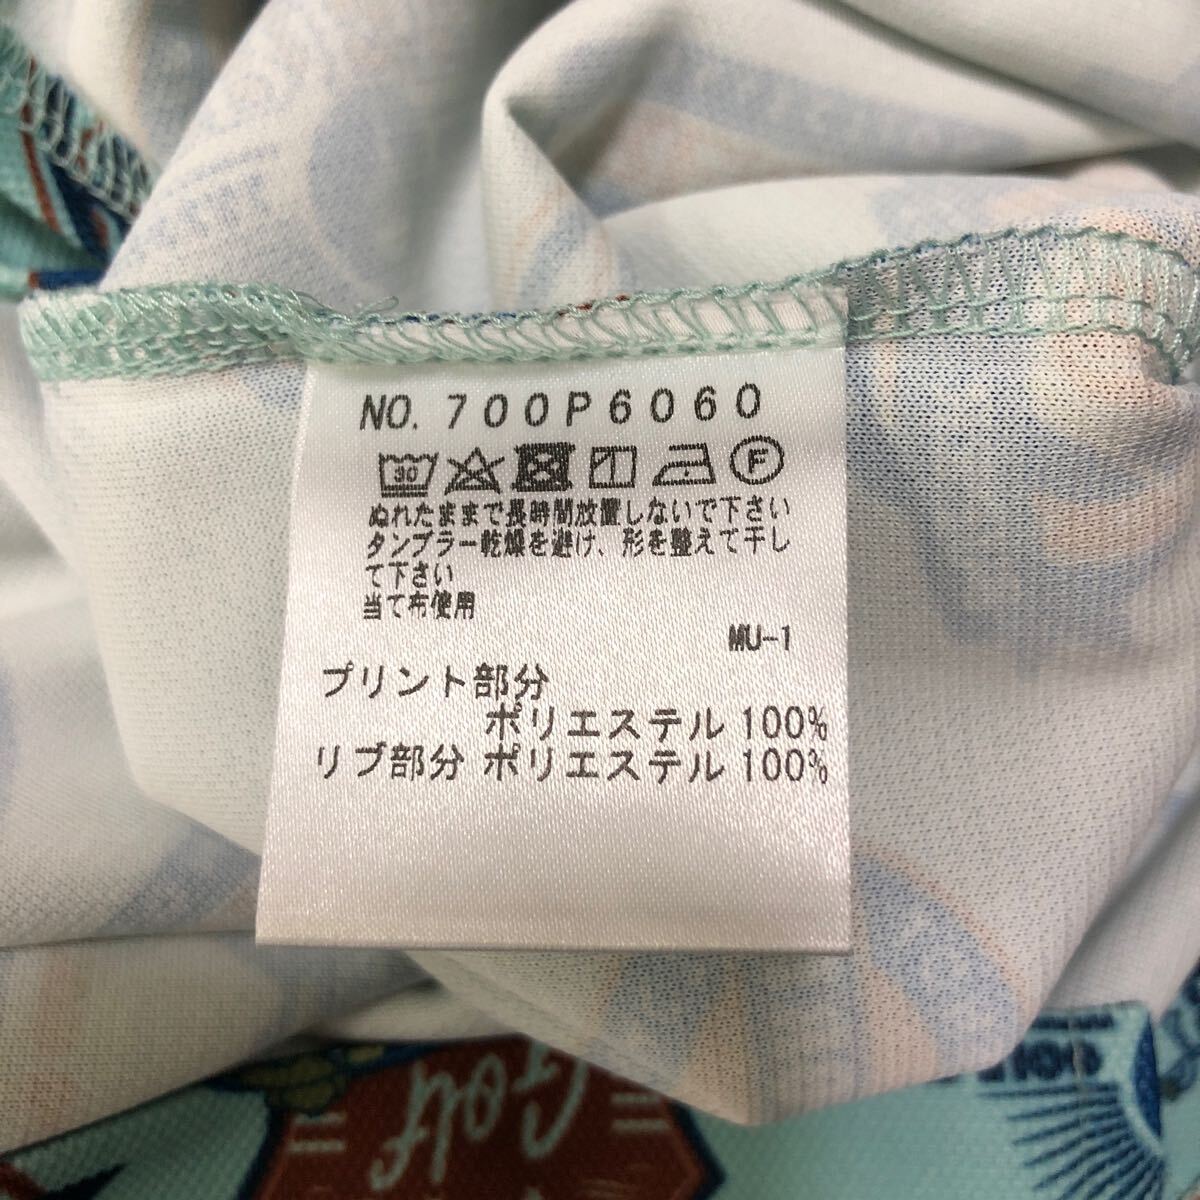 NO. 700P6060
30 F
ぬれたままで長時間放置しないで下さい
タンブラー乾燥を避け、形を整えて干し
て下さい
当て布使用
MU-1
プリント部分
ポリエステル 100%
リブ部分 ポリエステル 100%
Golf